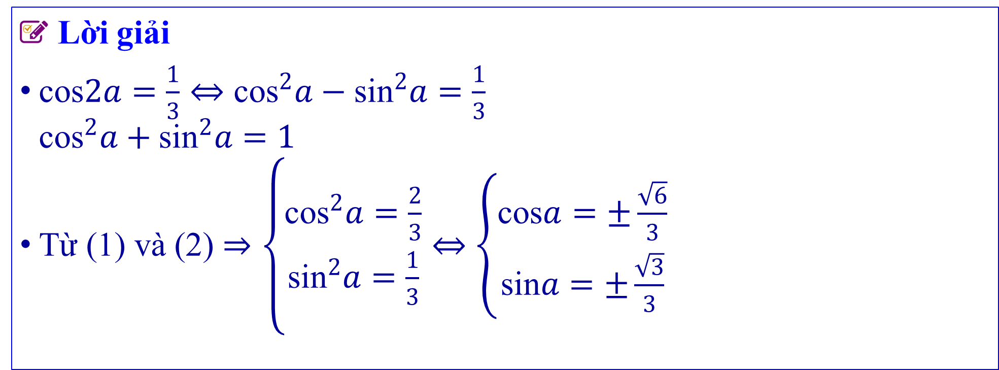 Lời giải
• cos2a = 1/3 ⇔ cos²a − sin²a = 1/3
cos²a + sin²a = 1
• Từ (1) và (2) ⇒ { cos²a = 2/3 ; sin²a = 1/3 ⇔ { cosa = ± √6/3 ; sina = ± √3/3